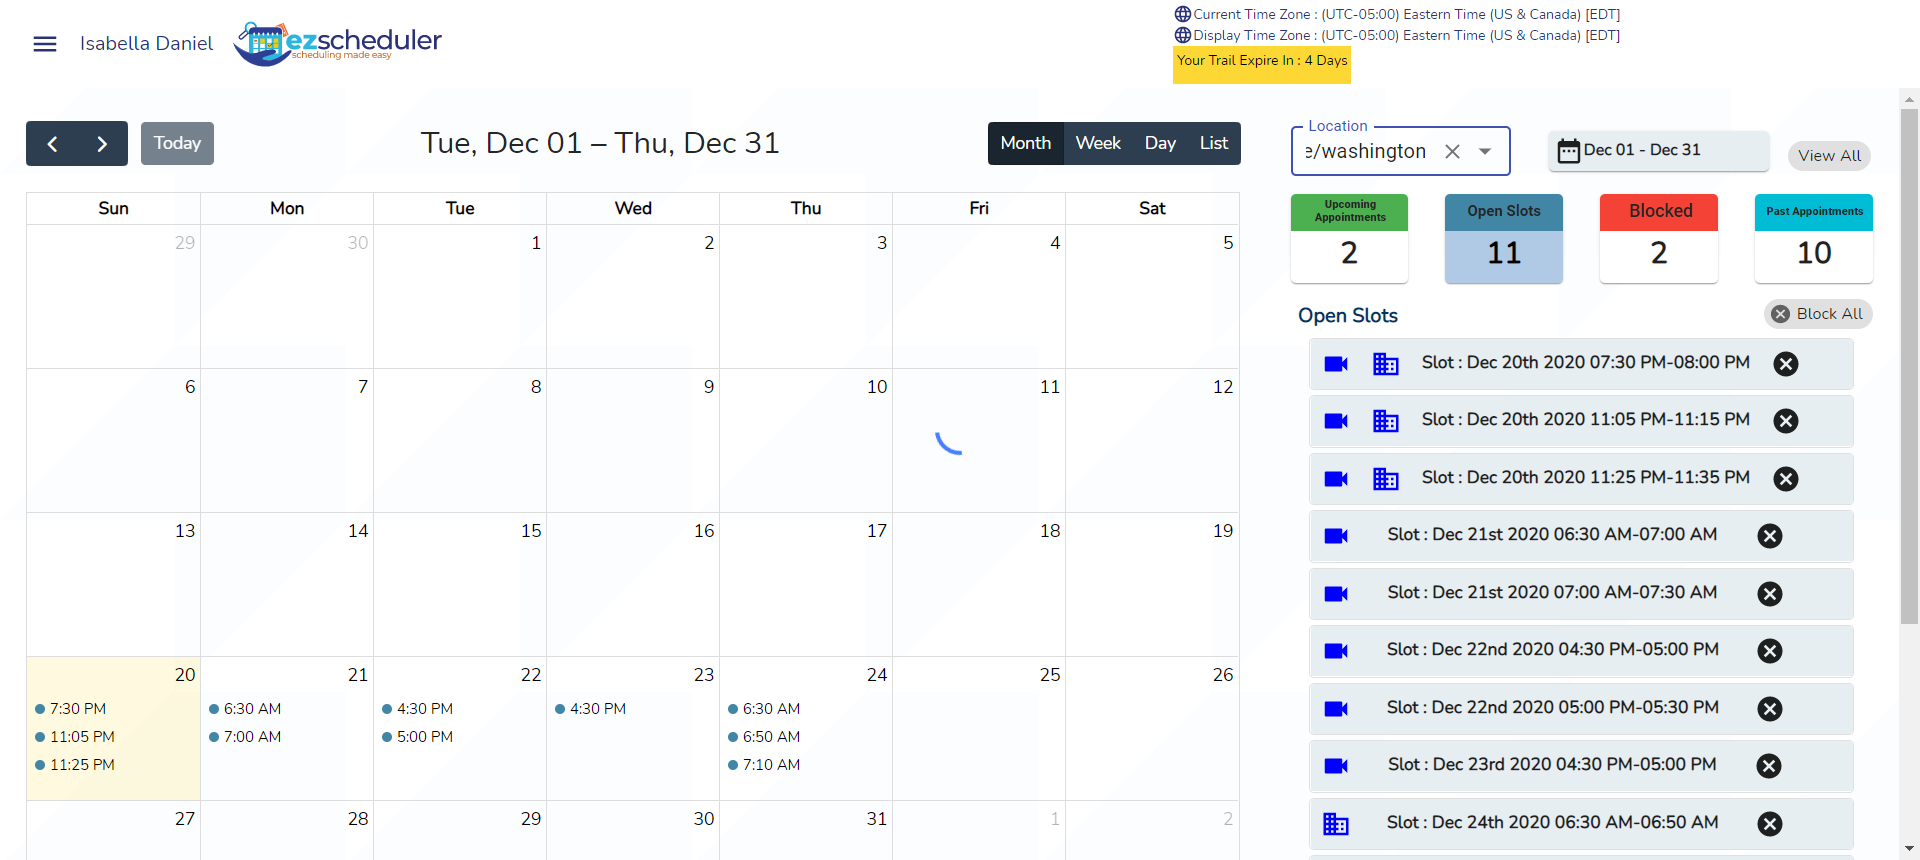 Isabella Daniel
ezscheduler
scheduling made easy
Current Time Zone : (UTC-05:00) Eastern Time (US & Canada) [EDT]
Display Time Zone : (UTC-05:00) Eastern Time (US & Canada) [EDT]
Your Trail Expire In : 4 Days
Today
Tue, Dec 01 – Thu, Dec 31
Month Week Day List
Sun Mon Tue Wed Thu Fri Sat
29 30 1 2 3 4 5
6 7 8 9 10 11 12
13 14 15 16 17 18 19
20 21 22 23 24 25 26
7:30 PM 6:30 AM 4:30 PM 4:30 PM 6:30 AM
11:05 PM 7:00 AM 5:00 PM 6:50 AM
11:25 PM 7:10 AM
27 28 29 30 31 1 2
Location
e/washington
Dec 01 - Dec 31
View All
Upcoming
Appointments
2
Open Slots
11
Blocked
2
Past Appointments
10
Open Slots
Block All
Slot : Dec 20th 2020 07:30 PM-08:00 PM
Slot : Dec 20th 2020 11:05 PM-11:15 PM
Slot : Dec 20th 2020 11:25 PM-11:35 PM
Slot : Dec 21st 2020 06:30 AM-07:00 AM
Slot : Dec 21st 2020 07:00 AM-07:30 AM
Slot : Dec 22nd 2020 04:30 PM-05:00 PM
Slot : Dec 22nd 2020 05:00 PM-05:30 PM
Slot : Dec 23rd 2020 04:30 PM-05:00 PM
Slot : Dec 24th 2020 06:30 AM-06:50 AM